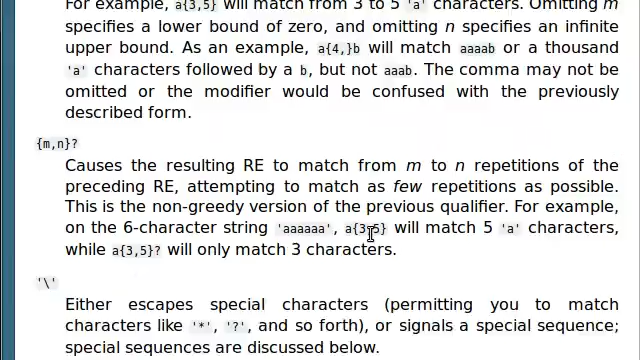 For example, a{3,5} will match from 3 to 5 'a' characters. Omitting m
specifies a lower bound of zero, and omitting n specifies an infinite
upper bound. As an example, a{4,}b will match aaaab or a thousand
'a' characters followed by a b, but not aaab. The comma may not be
omitted or the modifier would be confused with the previously
described form.
{m,n}?
Causes the resulting RE to match from m to n repetitions of the
preceding RE, attempting to match as few repetitions as possible.
This is the non-greedy version of the previous qualifier. For example,
on the 6-character string 'aaaaaa', a{3,5} will match 5 'a' characters,
while a{3,5}? will only match 3 characters.
'\'
Either escapes special characters (permitting you to match
characters like '*', '?', and so forth), or signals a special sequence;
special sequences are discussed below.